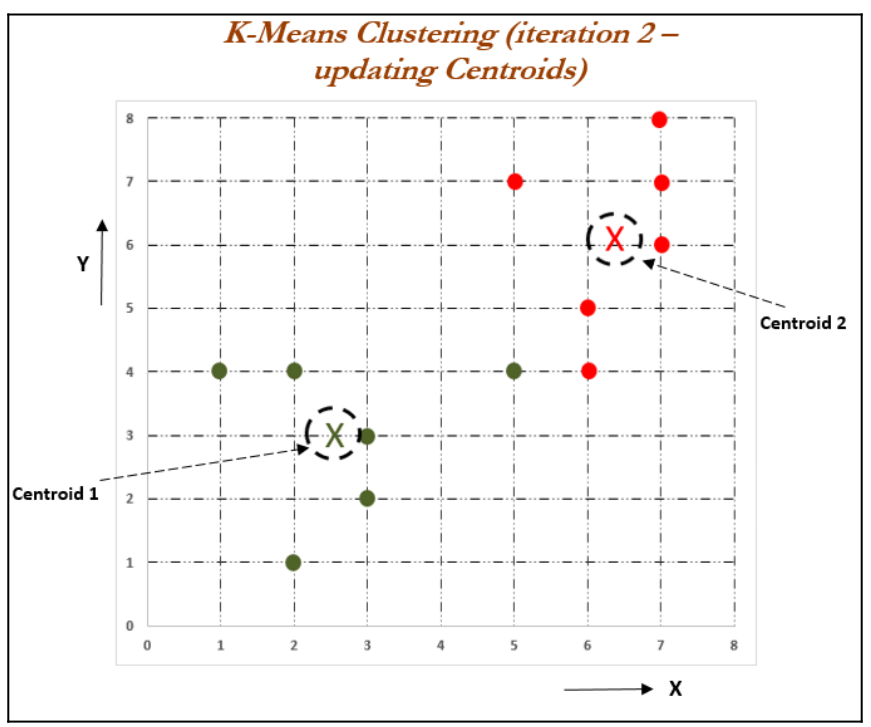 K-Means Clustering (iteration 2 –
updating Centroids)
8
7
6
5
4
3
2
1
0
Y
X
X
Centroid 2
Centroid 1
0 1 2 3 4 5 6 7 8
X